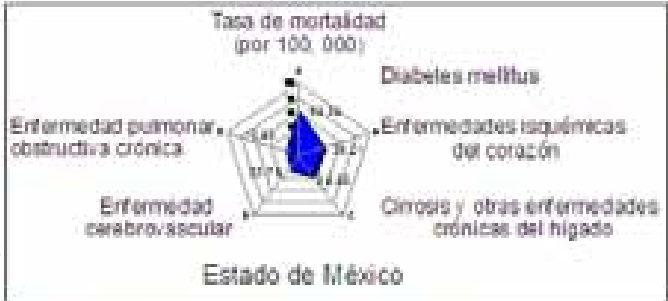 Tasa de mortalidad
(por 100, 000)
Diabetes mellitus
Enfermedades isquémicas
del corazón
Enfermedad pulmonar
obstructiva crónica
Enfermedad
cerebrovascular
Cirrosis y otras enfermedades
crónicas del hígado
Estado de México